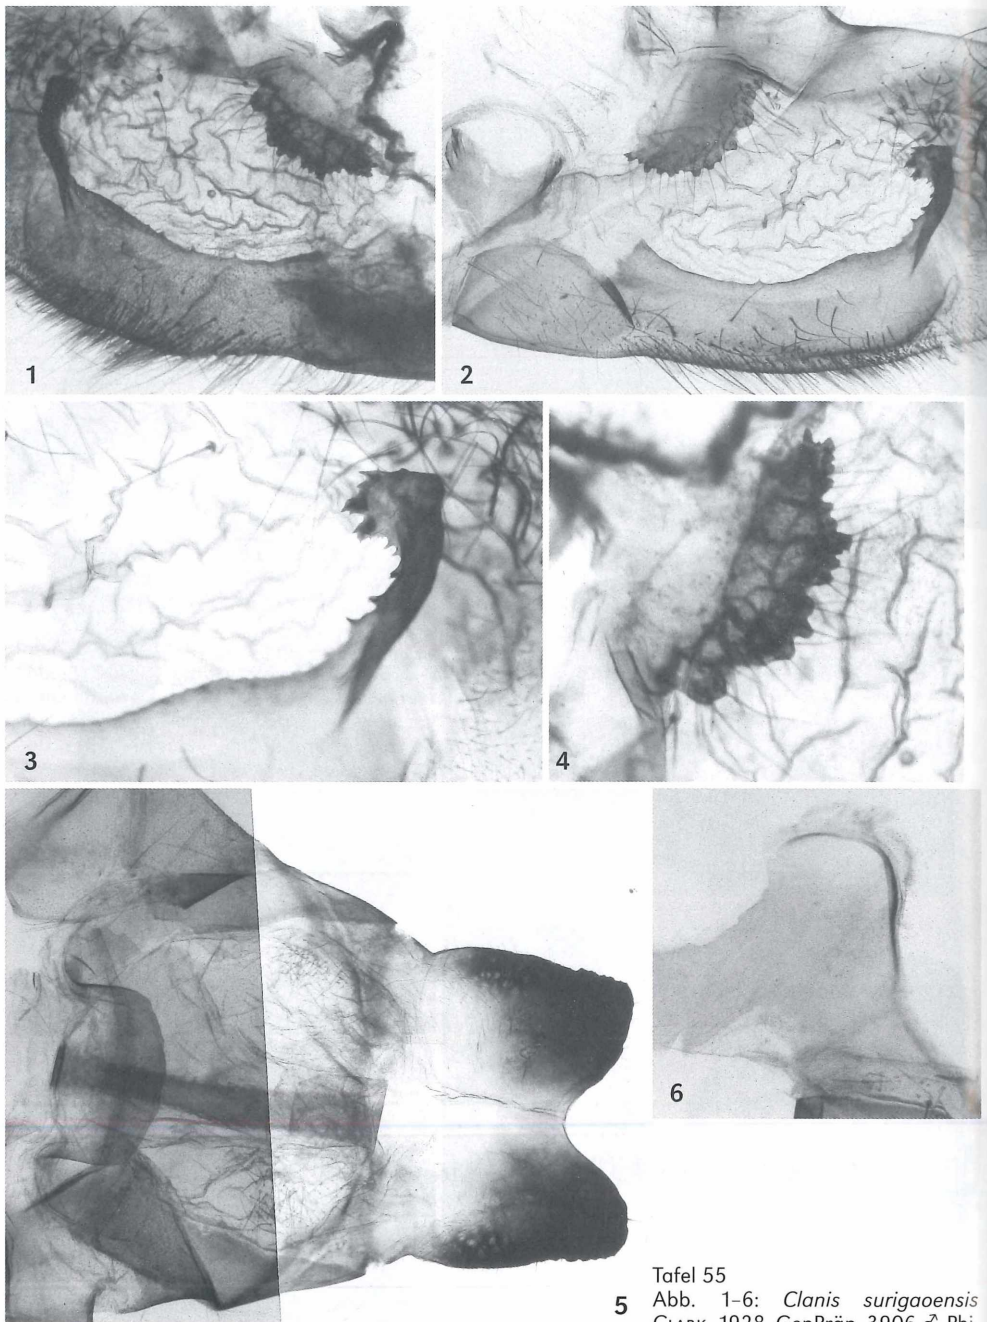 1
2
3
4
5
6
Tafel 55
Abb. 1–6: Clanis surigaoensis
CLARK 1928 GenPräp 3906 ♂ Phi-